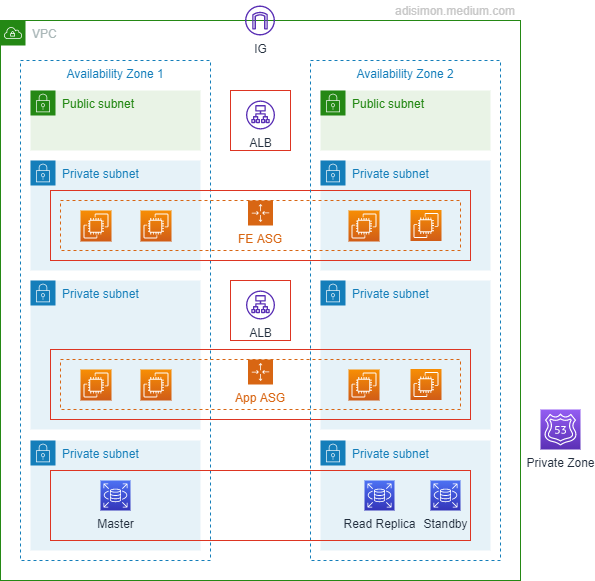 adisimon.medium.com
VPC
IG
Availability Zone 1
Availability Zone 2
Public subnet
Public subnet
ALB
Private subnet
Private subnet
FE ASG
Private subnet
Private subnet
ALB
App ASG
53
Private Zone
Private subnet
Private subnet
Master
Read Replica
Standby